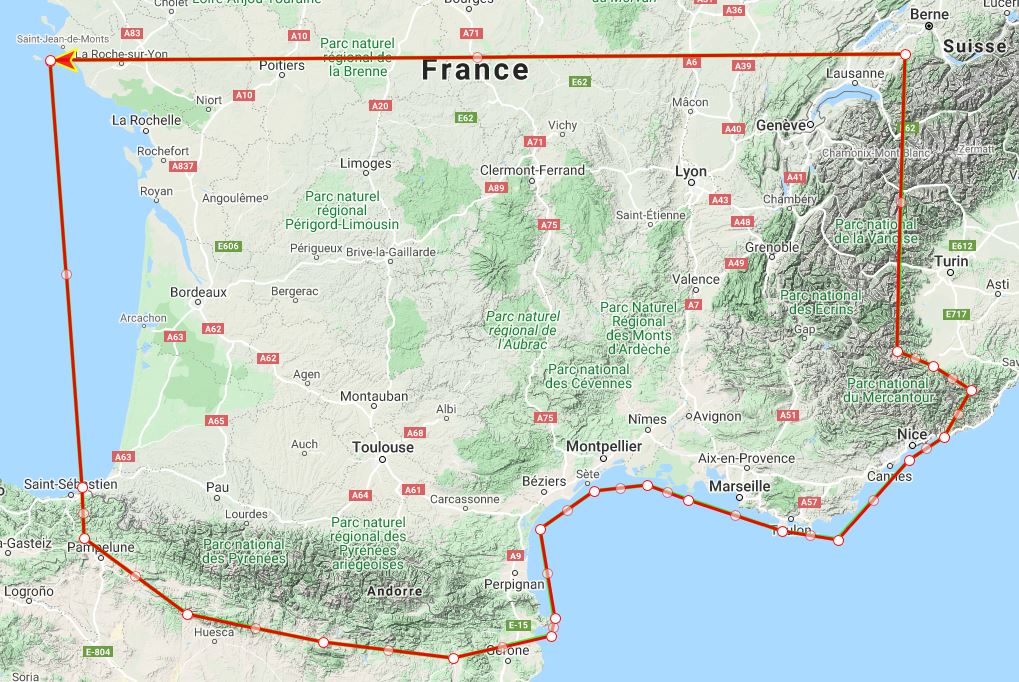 Cholet
Loire-Anjou-Touraine
Bourges
du Morvan
A51
A36
Berne
Lucern
A83
Saint-Jean-de-Monts
La Roche-sur-Yon
A10
A71
Parc naturel
régional de
la Brenne
Poitiers
France
E62
A6
A39
Suisse
Lausanne
Niort
A10
A20
E62
Mâcon
La Rochelle
Vichy
A71
A40
Genève
E62
Rochefort
A837
Limoges
Clermont-Ferrand
Chamonix-Mont-Blanc
Zermatt
A89
Lyon
A41
Royan
Angoulême
Parc naturel
régional
Périgord-Limousin
A75
Saint-Étienne
A43
A48
Chambéry
Parc national
de la Vanoise
E606
Périgueux
Brive-la-Gaillarde
Grenoble
A49
E612
Turin
Bordeaux
Bergerac
Valence
Asti
Arcachon
A63
A62
A62
Parc naturel
régional de
l'Aubrac
Parc Naturel
Régional
des Monts
d'Ardèche
A7
Parc national
des Écrins
Gap
E717
Agen
Parc national
des Cévennes
Parc national
du Mercantour
Montauban
Albi
A75
Nîmes
Avignon
A51
A65
A68
Auch
Toulouse
Montpellier
Nice
A63
Aix-en-Provence
Cannes
Saint-Sébastien
Pau
A64
A61
Carcassonne
Béziers
Sète
Marseille
A57
Lourdes
Toulon
Parc national
des Pyrénées
Parc naturel
régional des
Pyrénées
ariégeoises
A9
Pampelune
Perpignan
Logroño
Andorre
Huesca
E-15
E-804
Gérone
Soria